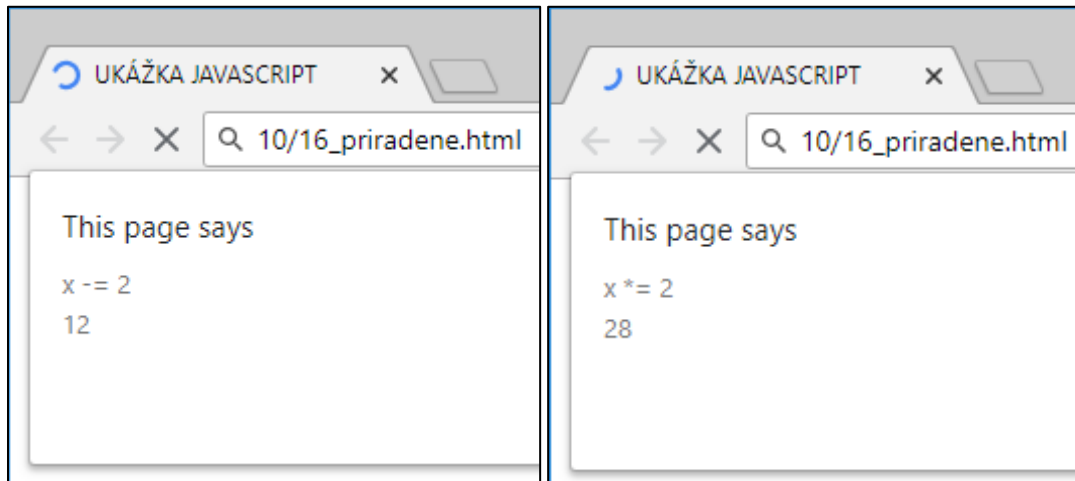 UKÁŽKA JAVASCRIPT
10/16_priradene.html
This page says
x -= 2
12
UKÁŽKA JAVASCRIPT
10/16_priradene.html
This page says
x *= 2
28